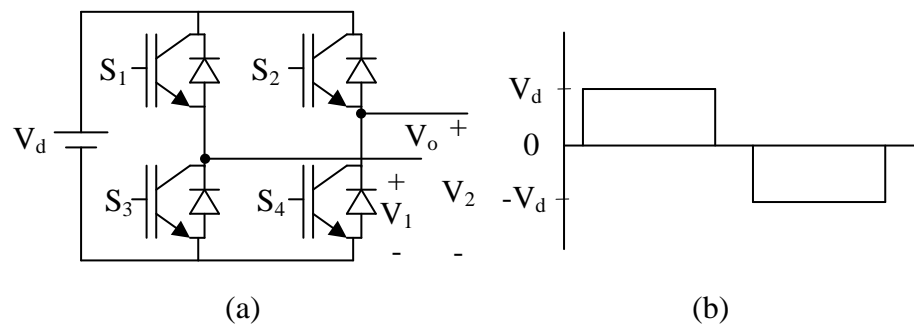 S1
S2
Vd
Vo +
S3
S4
+
V1
V2
- -
Vd
0
-Vd
(a)
(b)